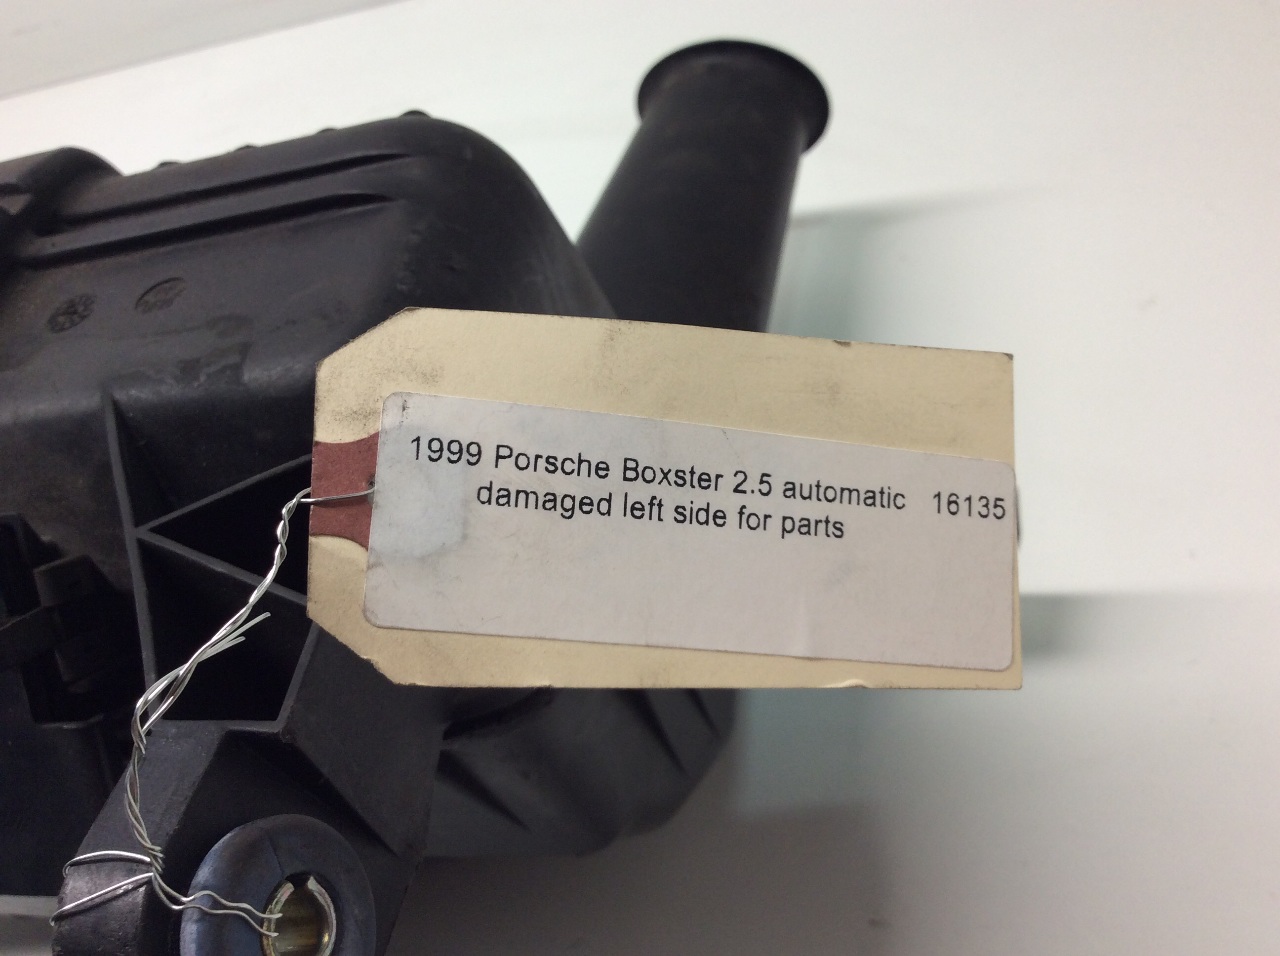 1999 Porsche Boxster 2.5 automatic 16135
damaged left side for parts